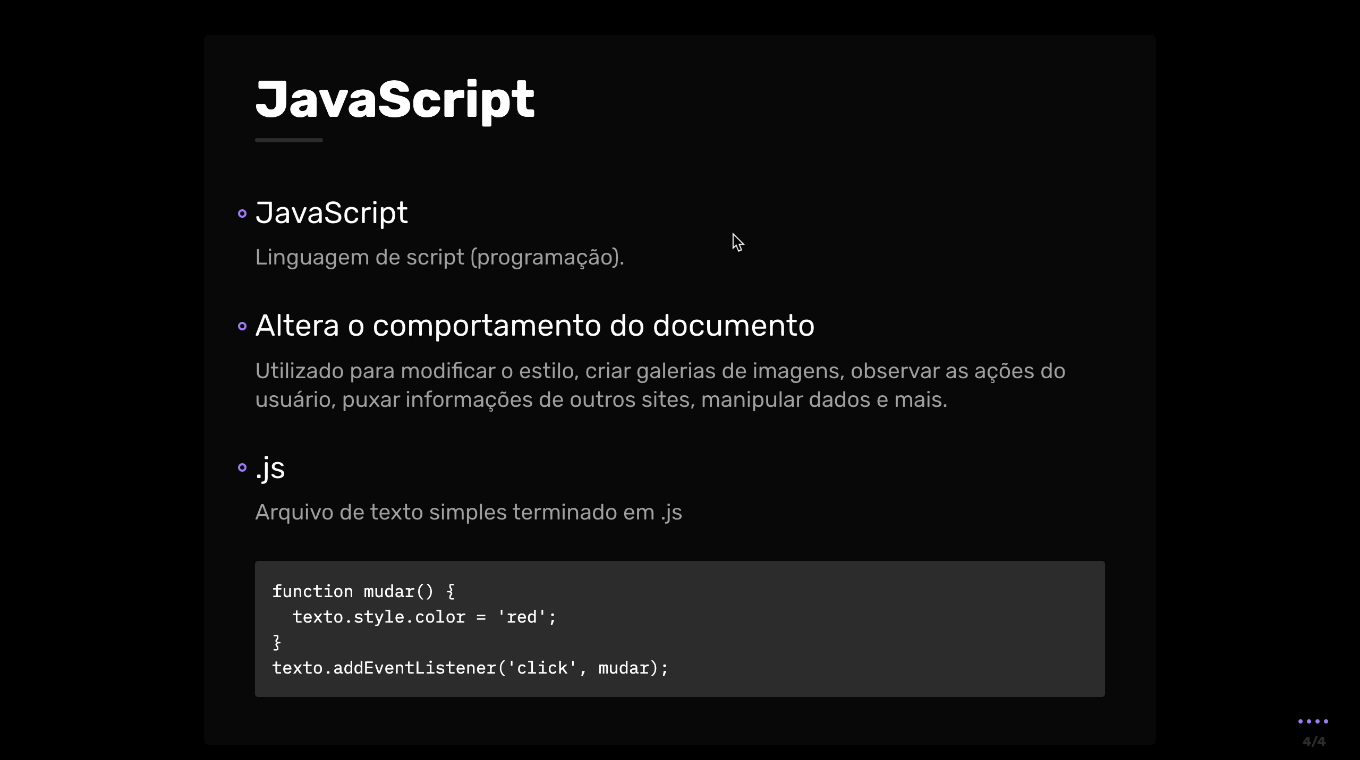 JavaScript
JavaScript
Linguagem de script (programação).
Altera o comportamento do documento
Utilizado para modificar o estilo, criar galerias de imagens, observar as ações do
usuário, puxar informações de outros sites, manipular dados e mais.
.js
Arquivo de texto simples terminado em .js
function mudar() {
  texto.style.color = 'red';
}
texto.addEventListener('click', mudar);
4/4